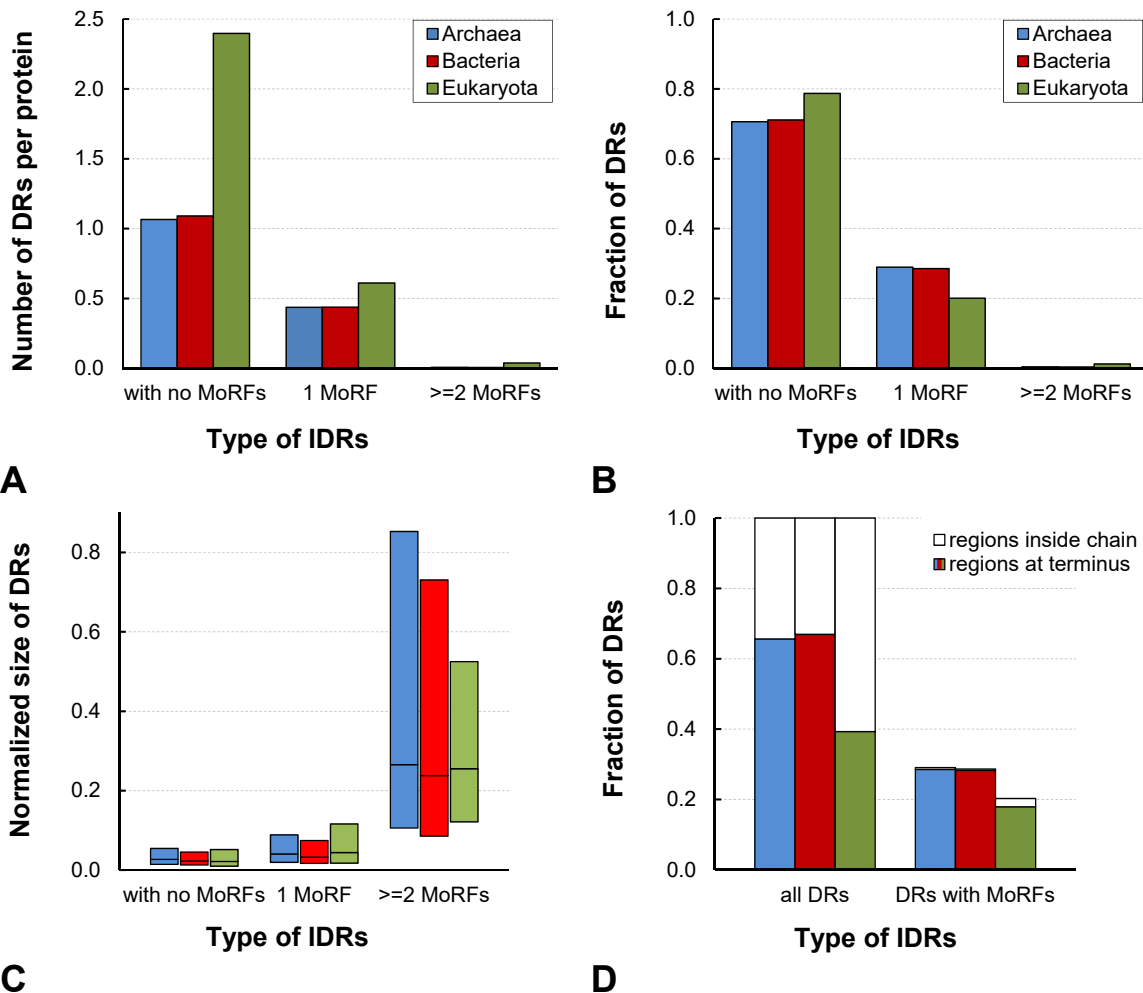 Number of DRs per protein
2.5
2.0
1.5
1.0
0.5
0.0
Archaea
Bacteria
Eukaryota
with no MoRFs
1 MoRF
>=2 MoRFs
Type of IDRs
A
Fraction of DRs
1.0
0.8
0.6
0.4
0.2
0.0
Archaea
Bacteria
Eukaryota
with no MoRFs
1 MoRF
>=2 MoRFs
Type of IDRs
B
Normalized size of DRs
0.8
0.6
0.4
0.2
0.0
with no MoRFs
1 MoRF
>=2 MoRFs
Type of IDRs
C
Fraction of DRs
1.0
0.8
0.6
0.4
0.2
0.0
regions inside chain
regions at terminus
all DRs
DRs with MoRFs
Type of IDRs
D